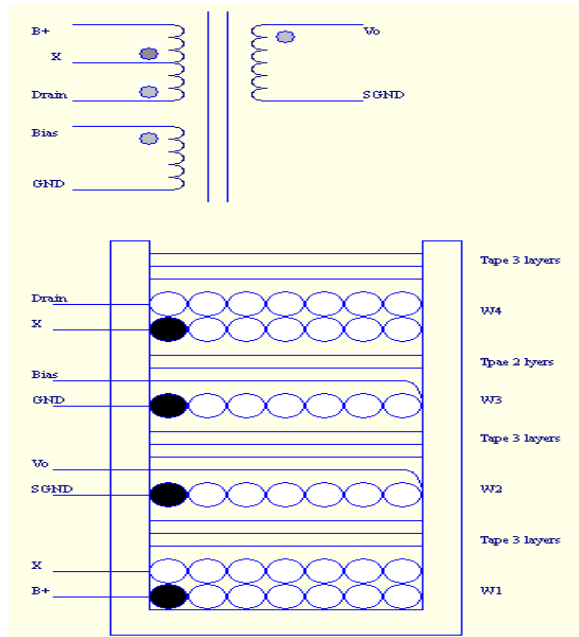 B+
Vo
X
Drain
SGND
Bias
GND
Tape 3 layers
Drain
W4
X
Tpae 2 lyers
Bias
GND
W3
Tape 3 layers
Vo
SGND
W2
Tape 3 layers
X
B+
W1